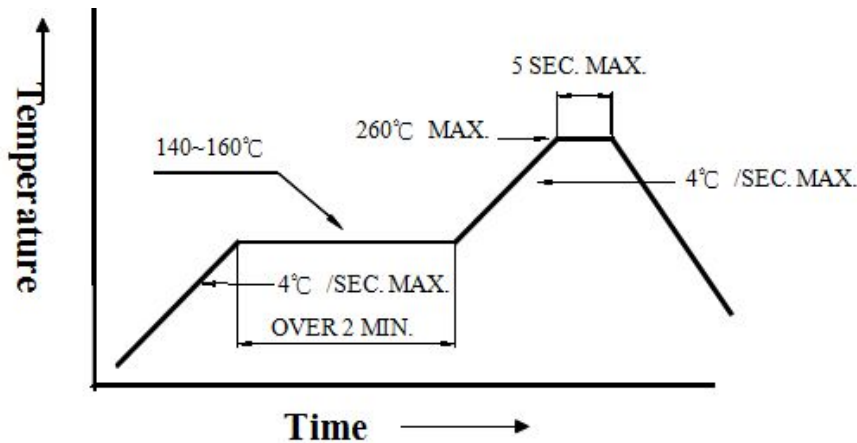 5 SEC. MAX.
260℃ MAX.
140~160℃
4℃ /SEC. MAX.
4℃ /SEC. MAX.
OVER 2 MIN.
Temperature
Time